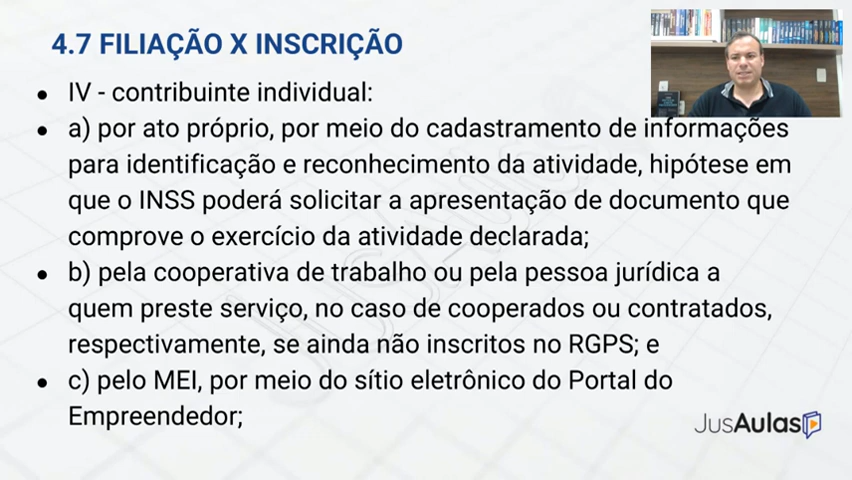 4.7 FILIAÇÃO X INSCRIÇÃO
• IV - contribuinte individual:
• a) por ato próprio, por meio do cadastramento de informações
para identificação e reconhecimento da atividade, hipótese em
que o INSS poderá solicitar a apresentação de documento que
comprove o exercício da atividade declarada;
• b) pela cooperativa de trabalho ou pela pessoa jurídica a
quem preste serviço, no caso de cooperados ou contratados,
respectivamente, se ainda não inscritos no RGPS; e
• c) pelo MEI, por meio do sítio eletrônico do Portal do
Empreendedor;
JusAulas
JusAulas